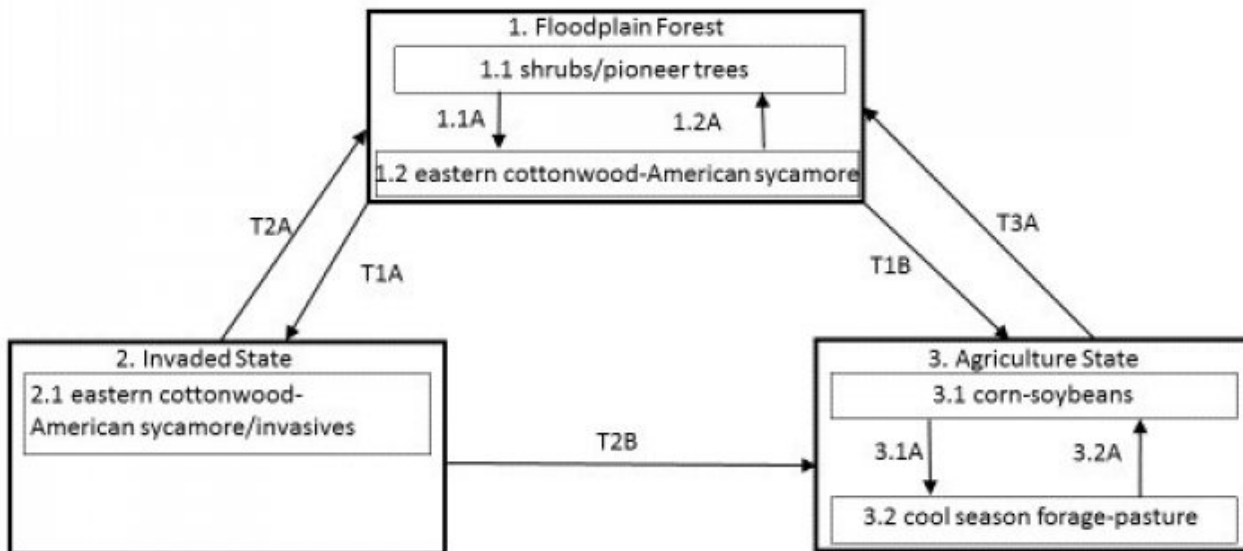 1. Floodplain Forest
1.1 shrubs/pioneer trees
1.1A
1.2A
1.2 eastern cottonwood-American sycamore
T2A
T1A
T1B
T3A
2. Invaded State
2.1 eastern cottonwood-
American sycamore/invasives
T2B
3. Agriculture State
3.1 corn-soybeans
3.1A
3.2A
3.2 cool season forage-pasture